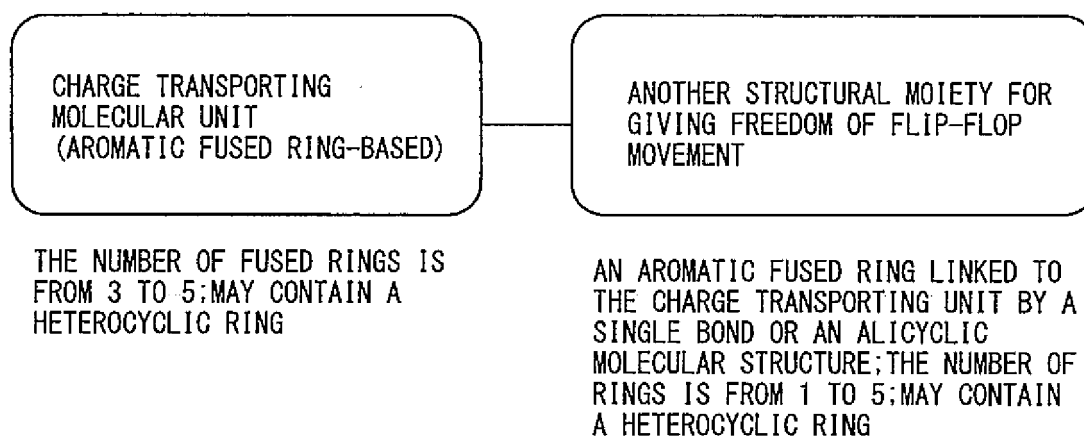 CHARGE TRANSPORTING
MOLECULAR UNIT
(AROMATIC FUSED RING-BASED)
ANOTHER STRUCTURAL MOIETY FOR
GIVING FREEDOM OF FLIP-FLOP
MOVEMENT
THE NUMBER OF FUSED RINGS IS
FROM 3 TO 5;MAY CONTAIN A
HETEROCYCLIC RING
AN AROMATIC FUSED RING LINKED TO
THE CHARGE TRANSPORTING UNIT BY A
SINGLE BOND OR AN ALICYCLIC
MOLECULAR STRUCTURE;THE NUMBER OF
RINGS IS FROM 1 TO 5;MAY CONTAIN
A HETEROCYCLIC RING